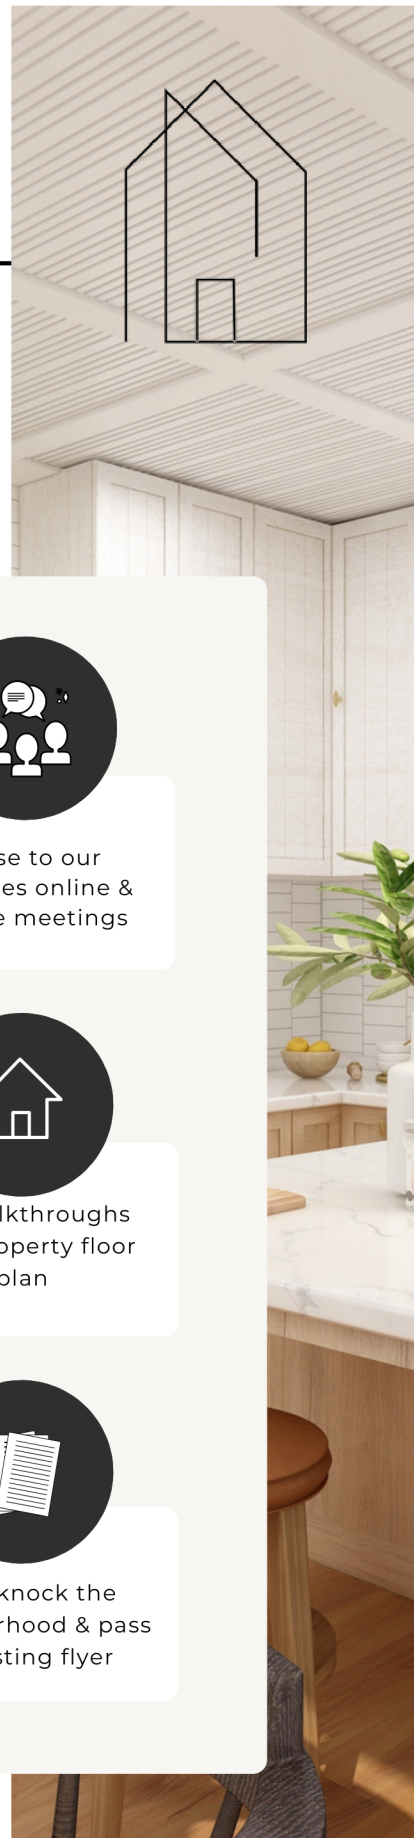 se to our
es online &
e meetings
lkthroughs
operty floor
plan
knock the
rhood & pass
sting flyer